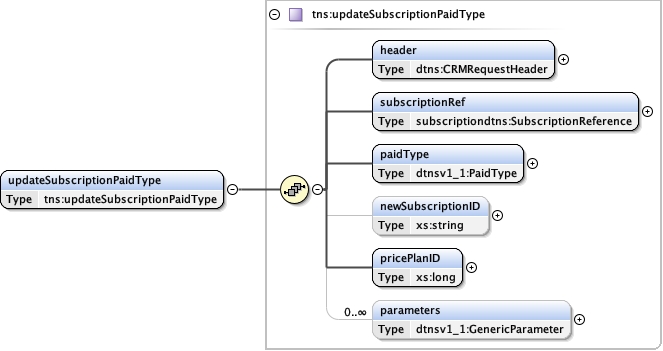 tns:updateSubscriptionPaidType
header
Type dtns:CRMRequestHeader
subscriptionRef
Type subscriptiondtns:SubscriptionReference
paidType
Type dtnsv1_1:PaidType
updateSubscriptionPaidType
Type tns:updateSubscriptionPaidType
newSubscriptionID
Type xs:string
pricePlanID
Type xs:long
0..∞
parameters
Type dtnsv1_1:GenericParameter